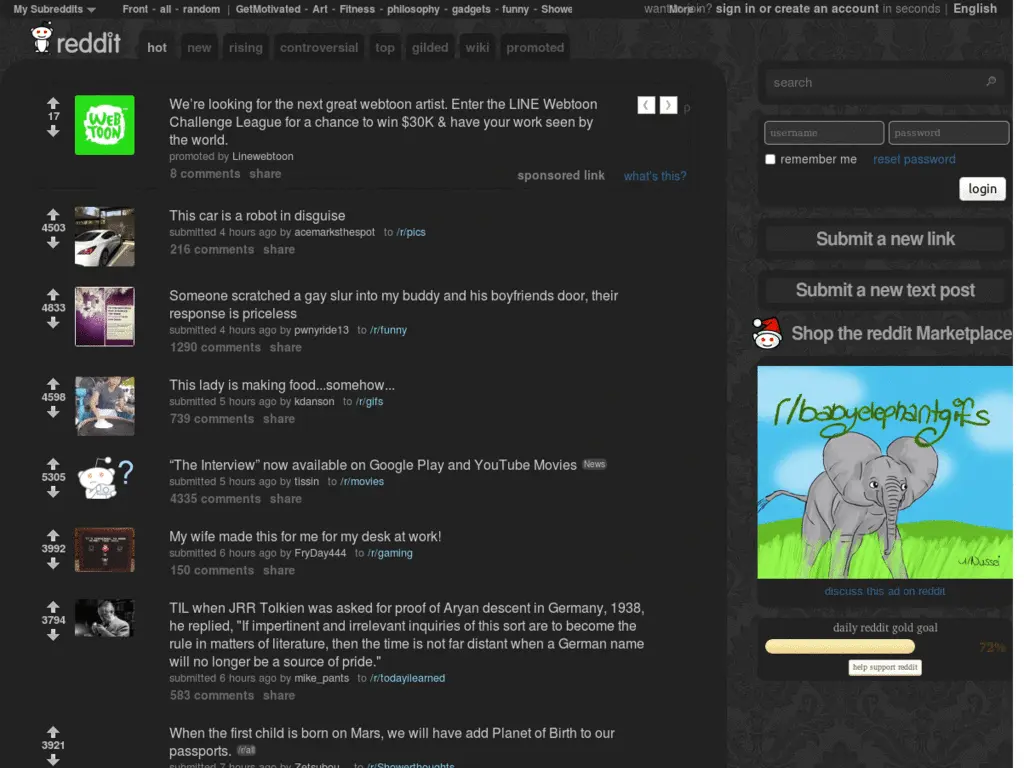 My Subreddits Front - all - random | GetMotivated - Art - Fitness - philosophy - gadgets - funny - Showe
want join? sign in or create an account in seconds | English
reddit hot new rising controversial top gilded wiki promoted
17
WEB
TOON
We're looking for the next great webtoon artist. Enter the LINE Webtoon
Challenge League for a chance to win $30K & have your work seen by
the world.
promoted by Linewebtoon
8 comments share
sponsored link what's this?
4503
This car is a robot in disguise
submitted 4 hours ago by acemarksthespot to /r/pics
216 comments share
4833
Someone scratched a gay slur into my buddy and his boyfriends door, their
response is priceless
submitted 4 hours ago by pwnyride13 to /r/funny
1290 comments share
4598
This lady is making food...somehow...
submitted 5 hours ago by kdanson to /r/gifs
739 comments share
5305
?
“The Interview” now available on Google Play and YouTube Movies News
submitted 5 hours ago by tissin to /r/movies
4335 comments share
3992
My wife made this for me for my desk at work!
submitted 6 hours ago by FryDay444 to /r/gaming
150 comments share
3794
TIL when JRR Tolkien was asked for proof of Aryan descent in Germany, 1938,
he replied, "If impertinent and irrelevant inquiries of this sort are to become the
rule in matters of literature, then the time is not far distant when a German name
will no longer be a source of pride."
submitted 6 hours ago by mike_pants to /r/todayilearned
583 comments share
3921
When the first child is born on Mars, we will have add Planet of Birth to our
passports. /r/all
submitted 7 hours ago by Zetsubou to /r/Showerthoughts
search
username password
remember me reset password
login
Submit a new link
Submit a new text post
Shop the reddit Marketplace
r/babyelephantgifs
discuss this ad on reddit
daily reddit gold goal
72%
help support reddit